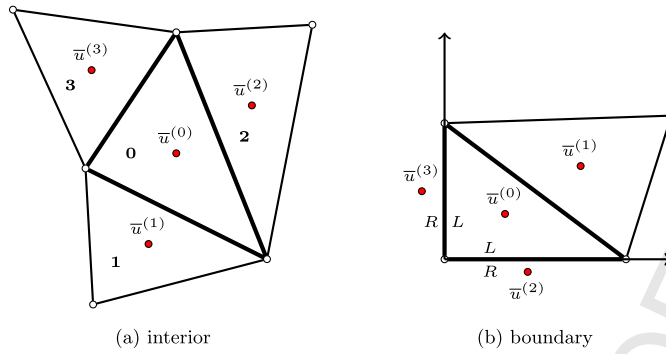 u̅⁽³⁾
3
u̅⁽²⁾
2
u̅⁽⁰⁾
0
u̅⁽¹⁾
1
(a) interior
u̅⁽¹⁾
u̅⁽³⁾
u̅⁽⁰⁾
R L
L
R
u̅⁽²⁾
(b) boundary